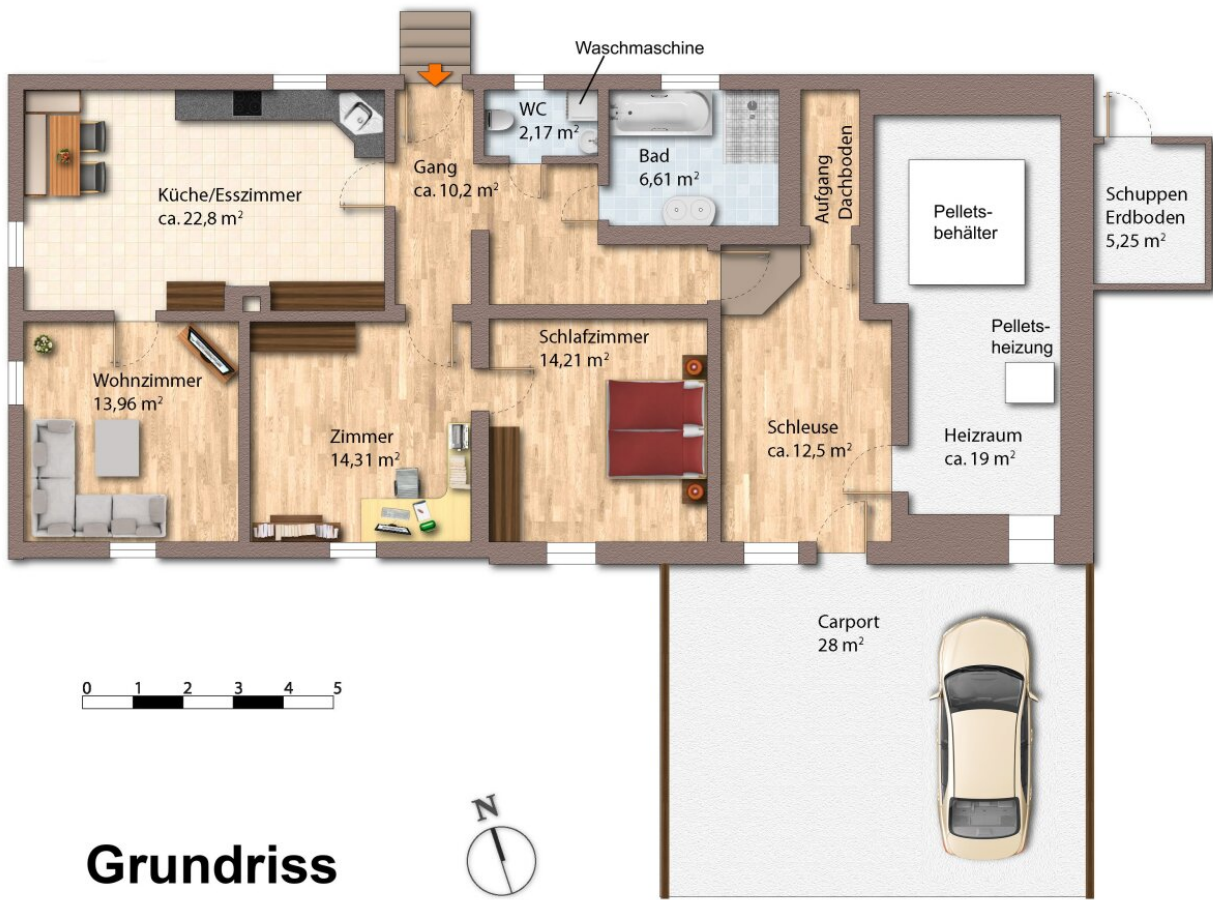 Waschmaschine
WC
2,17 m²
Gang
ca. 10,2 m²
Küche/Esszimmer
ca. 22,8 m²
Bad
6,61 m²
Aufgang
Dachboden
Pellets-
behälter
Schuppen
Erdboden
5,25 m²
Pellets-
heizung
Wohnzimmer
13,96 m²
Zimmer
14,31 m²
Schlafzimmer
14,21 m²
Schleuse
ca. 12,5 m²
Heizraum
ca. 19 m²
Carport
28 m²
0 1 2 3 4 5
N
Grundriss